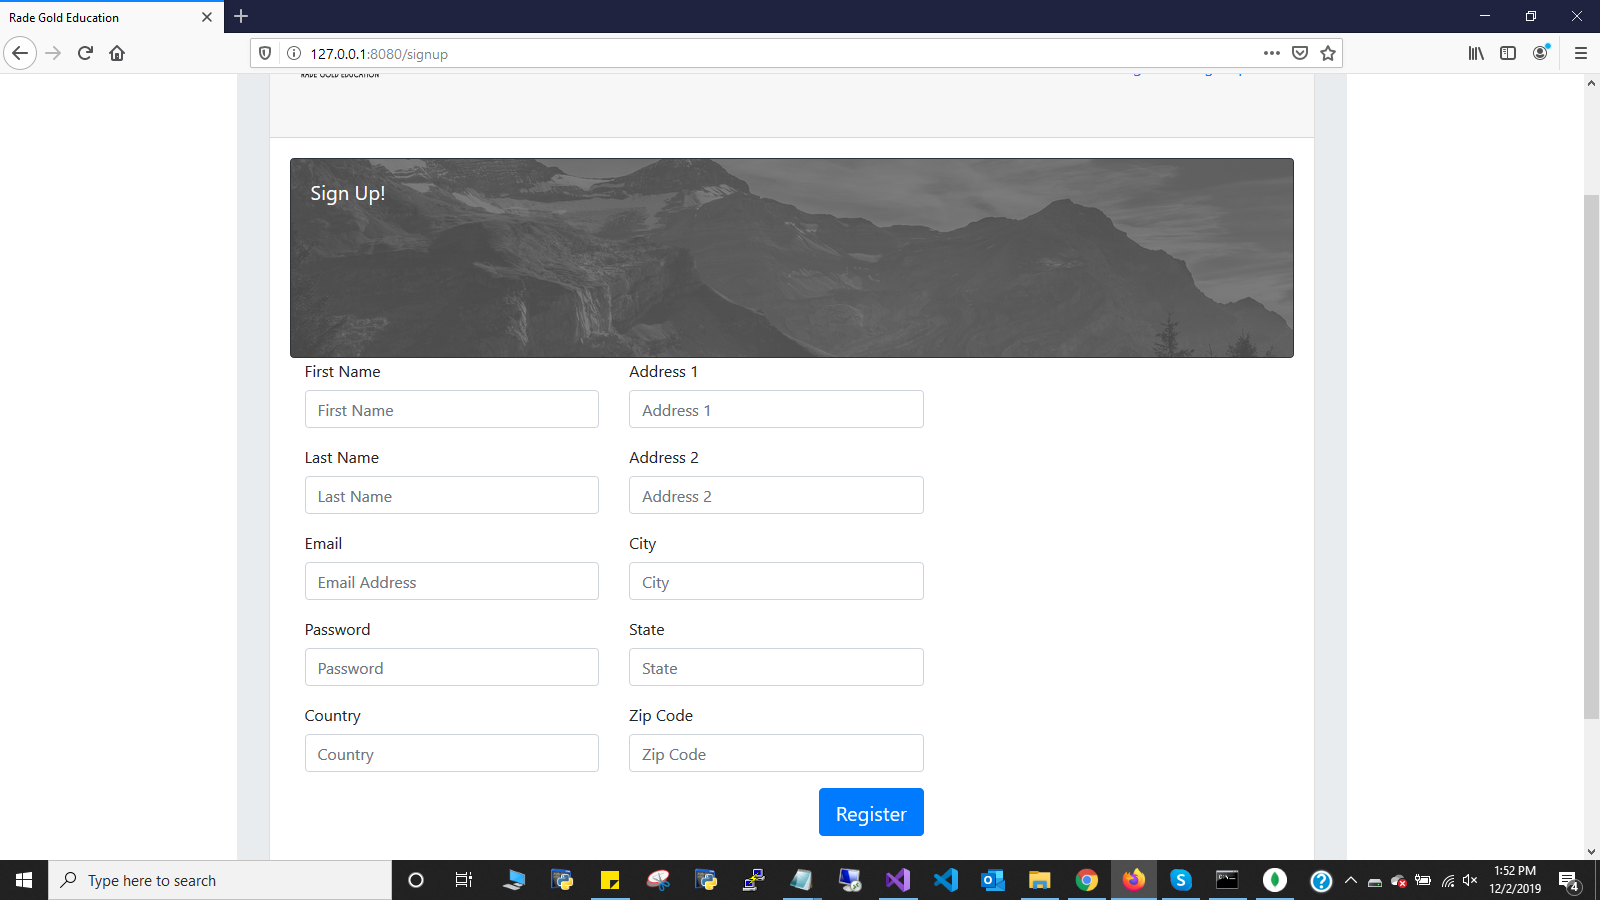 Rade Gold Education
127.0.0.1:8080/signup
RADE GOLD EDUCATION
Sign Up!
First Name
Address 1
First Name
Address 1
Last Name
Address 2
Last Name
Address 2
Email
City
Email Address
City
Password
State
Password
State
Country
Zip Code
Country
Zip Code
Register
Type here to search
1:52 PM
12/2/2019
4